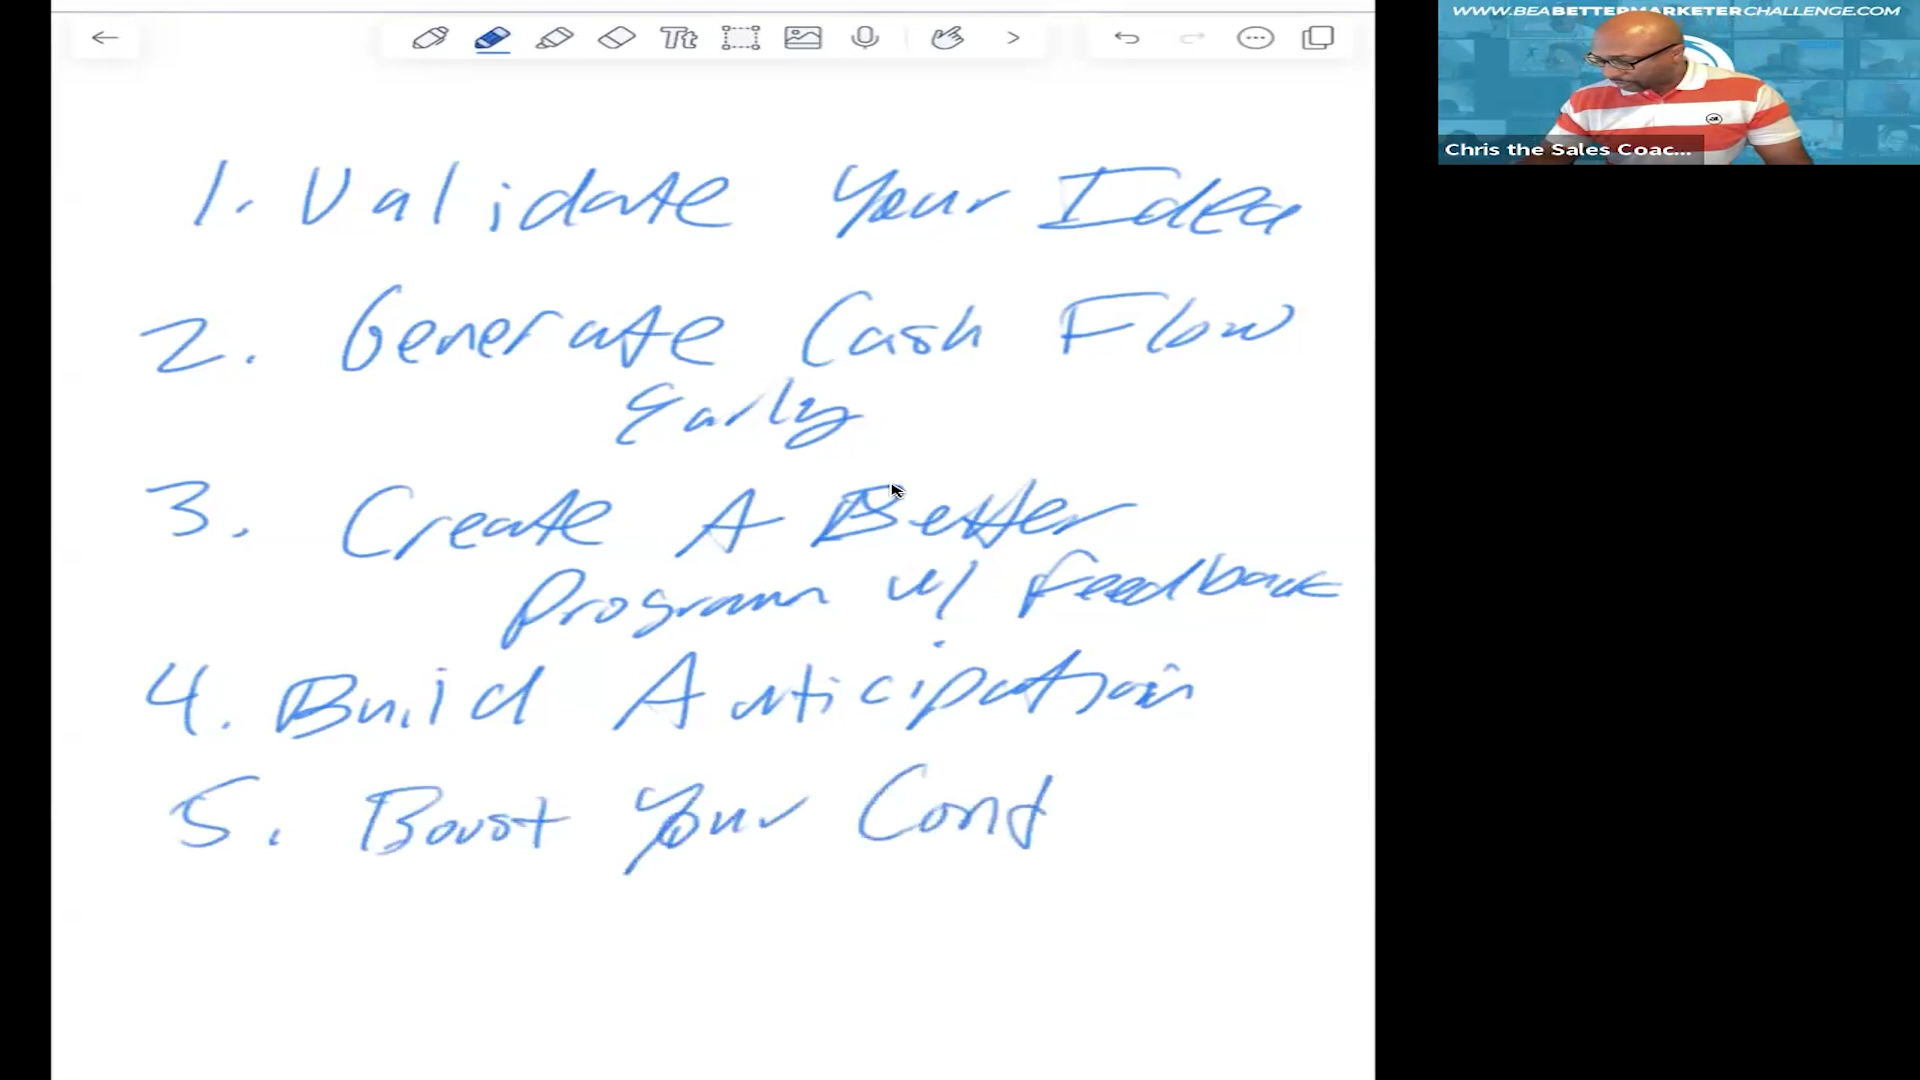 WWW.BEABETTERMARKETERCHALLENGE.COM
Chris the Sales Coac...
Tt
1. Validate Your Idea
2. Generate Cash Flow
Early
3. Create A Better
Program w/ feedback
4. Build Anticipation
5. Boost Your Conf